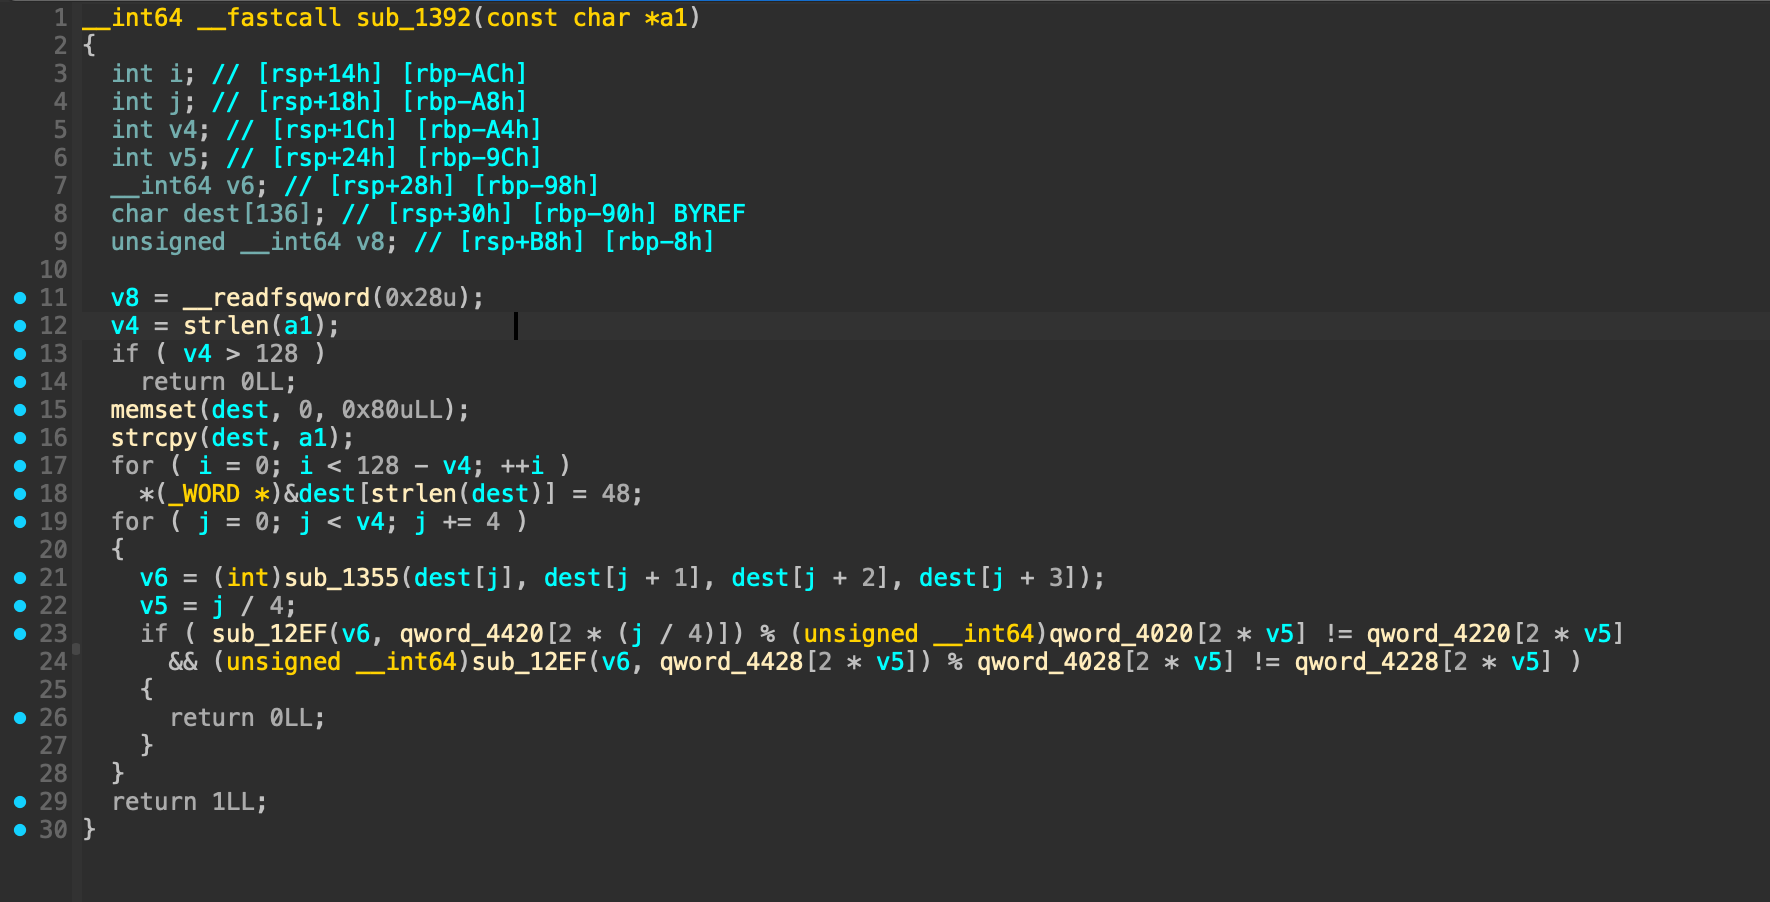 1 __int64 __fastcall sub_1392(const char *a1)
2 {
3 int i; // [rsp+14h] [rbp-ACh]
4 int j; // [rsp+18h] [rbp-A8h]
5 int v4; // [rsp+1Ch] [rbp-A4h]
6 int v5; // [rsp+24h] [rbp-9Ch]
7 __int64 v6; // [rsp+28h] [rbp-98h]
8 char dest[136]; // [rsp+30h] [rbp-90h] BYREF
9 unsigned __int64 v8; // [rsp+B8h] [rbp-8h]
10
11 v8 = __readfsqword(0x28u);
12 v4 = strlen(a1);
13 if ( v4 > 128 )
14 return 0LL;
15 memset(dest, 0, 0x80uLL);
16 strcpy(dest, a1);
17 for ( i = 0; i < 128 - v4; ++i )
18 *(_WORD *)&dest[strlen(dest)] = 48;
19 for ( j = 0; j < v4; j += 4 )
20 {
21 v6 = (int)sub_1355(dest[j], dest[j + 1], dest[j + 2], dest[j + 3]);
22 v5 = j / 4;
23 if ( sub_12EF(v6, qword_4420[2 * (j / 4)]) % (unsigned __int64)qword_4020[2 * v5] != qword_4220[2 * v5]
24 && (unsigned __int64)sub_12EF(v6, qword_4428[2 * v5]) % qword_4028[2 * v5] != qword_4228[2 * v5] )
25 {
26 return 0LL;
27 }
28 }
29 return 1LL;
30 }